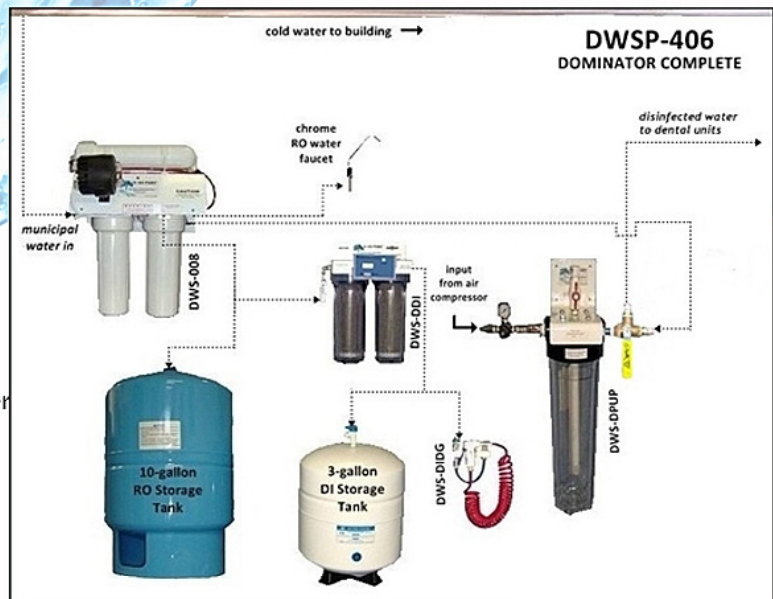 cold water to building
DWSP-406
DOMINATOR COMPLETE
disinfected water
to dental units
chrome
RO water
faucet
municipal
water in
DWS-008
DWS-DDI
input
from air
compressor
DWS-DPUP
10-gallon
RO Storage
Tank
3-gallon
DI Storage
Tank
DWS-DIDG